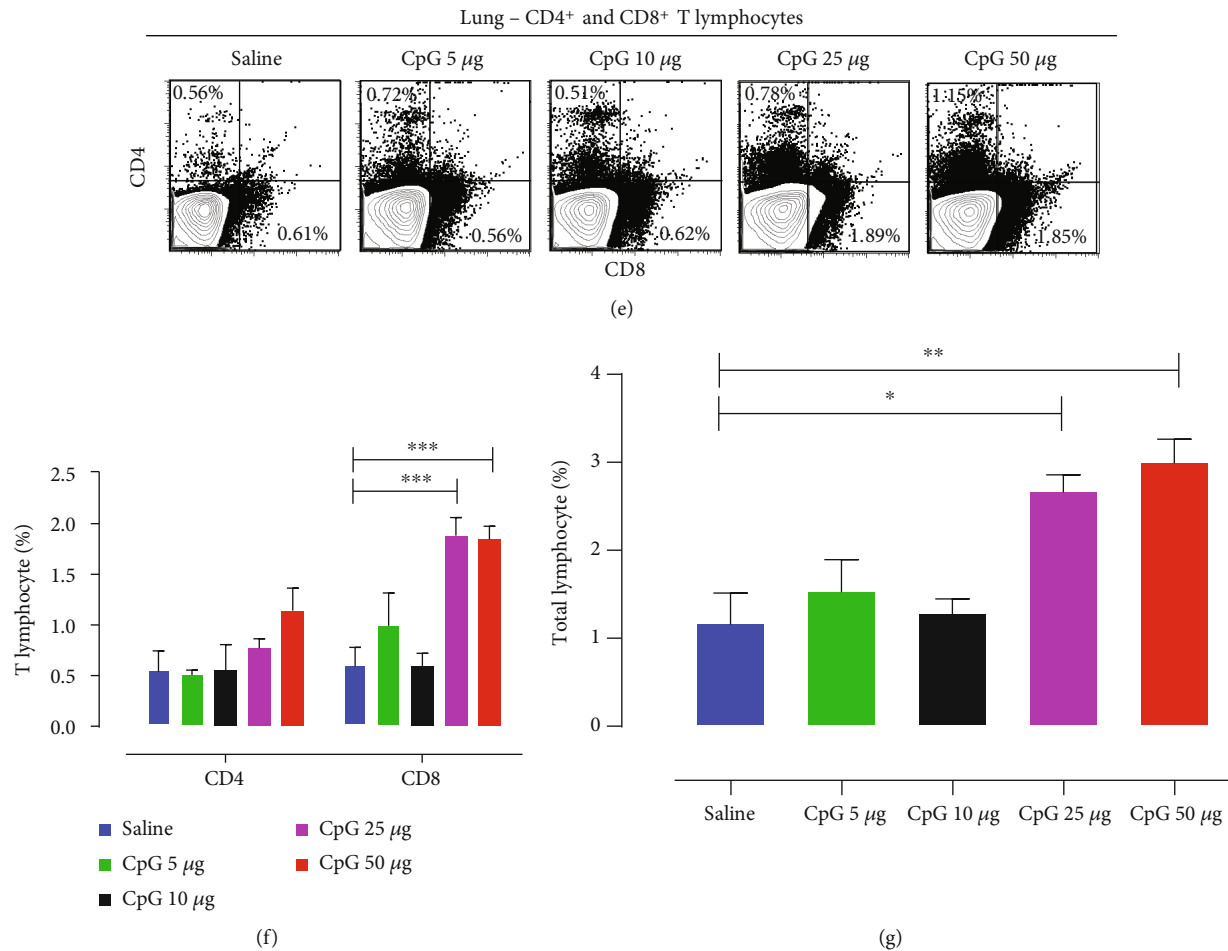 Lung – CD4+ and CD8+ T lymphocytes
Saline CpG 5 μg CpG 10 μg CpG 25 μg CpG 50 μg
0.56% 0.72% 0.51% 0.78% 1.15%
CD4
0.61% 0.56% 0.62% 1.89% 1.85%
CD8
(e)
T lymphocyte (%)
2.5
2.0
1.5
1.0
0.5
0.0
***
***
CD4 CD8
Saline
CpG 5 μg
CpG 10 μg
CpG 25 μg
CpG 50 μg
(f)
Total lymphocyte (%)
4
3
2
1
0
**
*
Saline CpG 5 μg CpG 10 μg CpG 25 μg CpG 50 μg
(g)